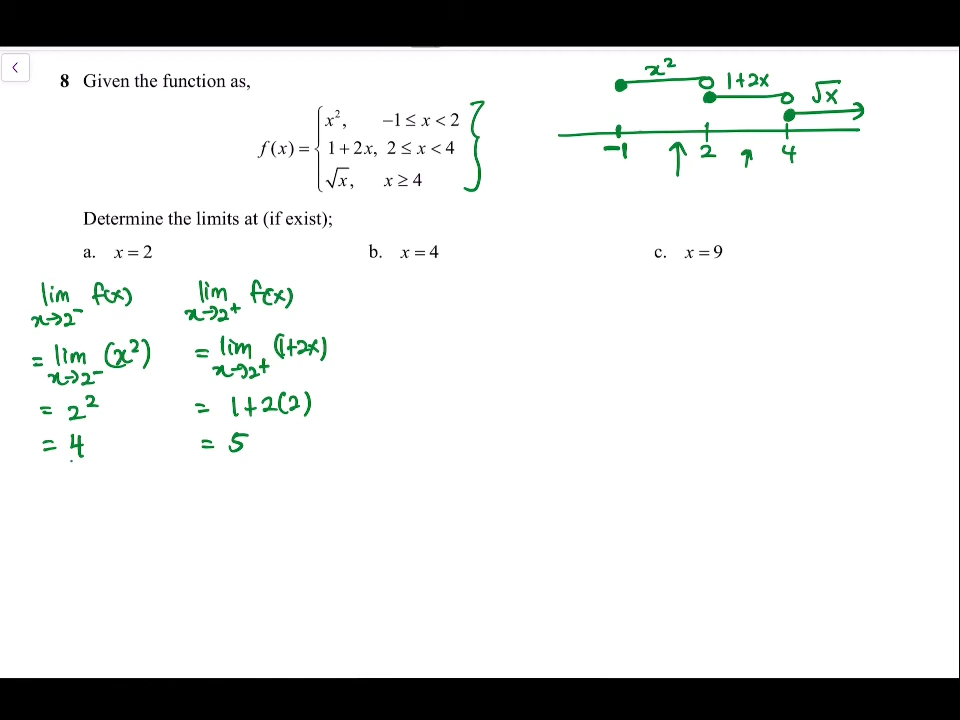 8 Given the function as,
f(x) = { x², −1 ≤ x < 2
1 + 2x, 2 ≤ x < 4
√x, x ≥ 4
x² 1+2x √x
-1 2 4
Determine the limits at (if exist);
a. x = 2 b. x = 4 c. x = 9
lim x→2⁻ f(x) lim x→2⁺ f(x)
= lim x→2⁻ (x²) = lim x→2⁺ (1+2x)
= 2² = 1+2(2)
= 4 = 5